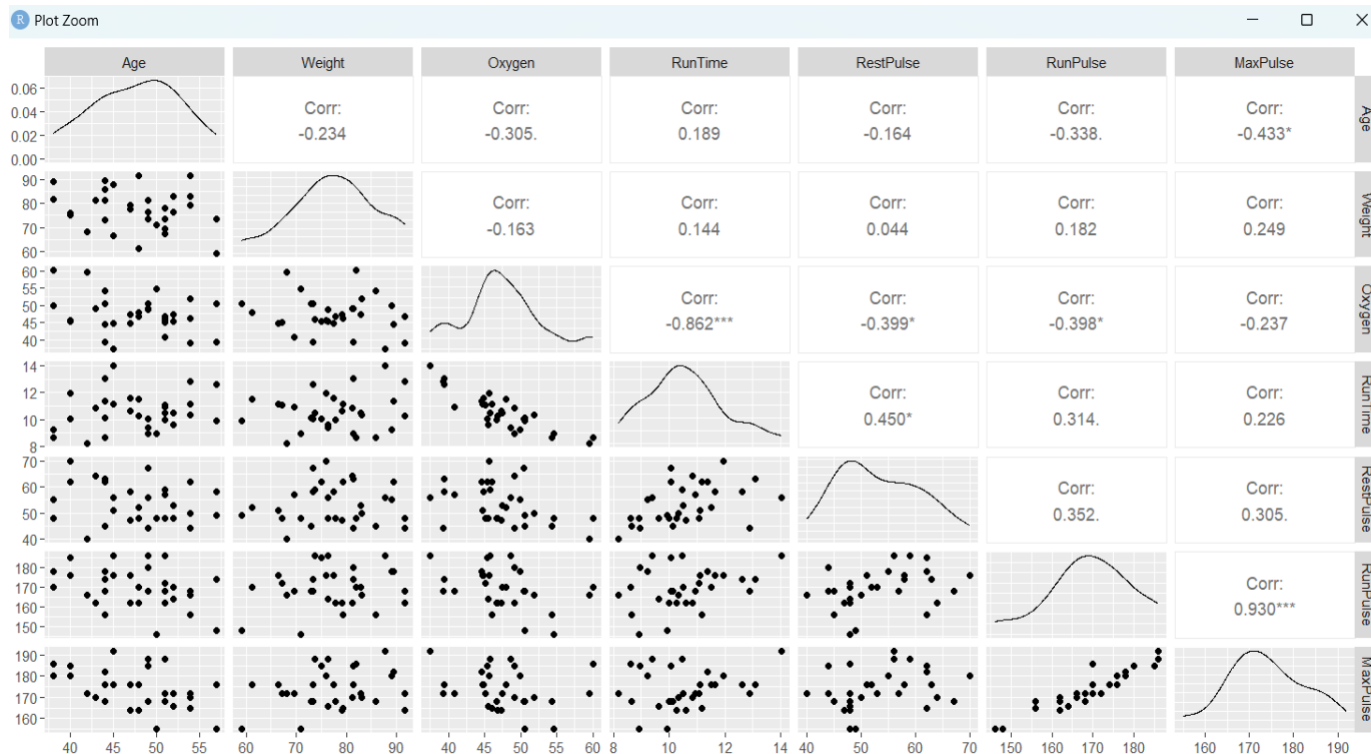 R Plot Zoom
Age Weight Oxygen RunTime RestPulse RunPulse MaxPulse
0.06
0.04
0.02
0.00
Corr:
-0.234
Corr:
-0.305.
Corr:
0.189
Corr:
-0.164
Corr:
-0.338.
Corr:
-0.433*
Age
90
80
70
60
Corr:
-0.163
Corr:
0.144
Corr:
0.044
Corr:
0.182
Corr:
0.249
Weight
60
55
50
45
40
Corr:
-0.862***
Corr:
-0.399*
Corr:
-0.398*
Corr:
-0.237
Oxygen
14
12
10
8
Corr:
0.450*
Corr:
0.314.
Corr:
0.226
RunTime
70
60
50
40
Corr:
0.352.
Corr:
0.305.
RestPulse
180
170
160
150
Corr:
0.930***
RunPulse
190
180
170
160
MaxPulse
40 45 50 55 60 70 80 90 40 45 50 55 60 8 10 12 14 40 50 60 70 150 160 170 180 160 170 180 190